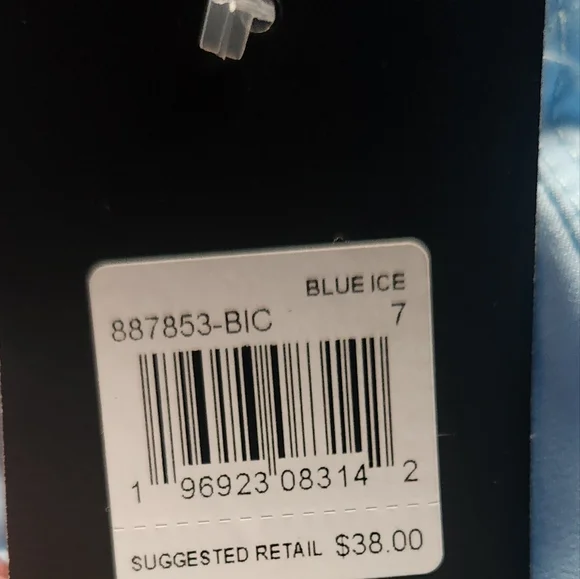 BLUE ICE
887853-BIC 7
1 96923 08314 2
SUGGESTED RETAIL $38.00